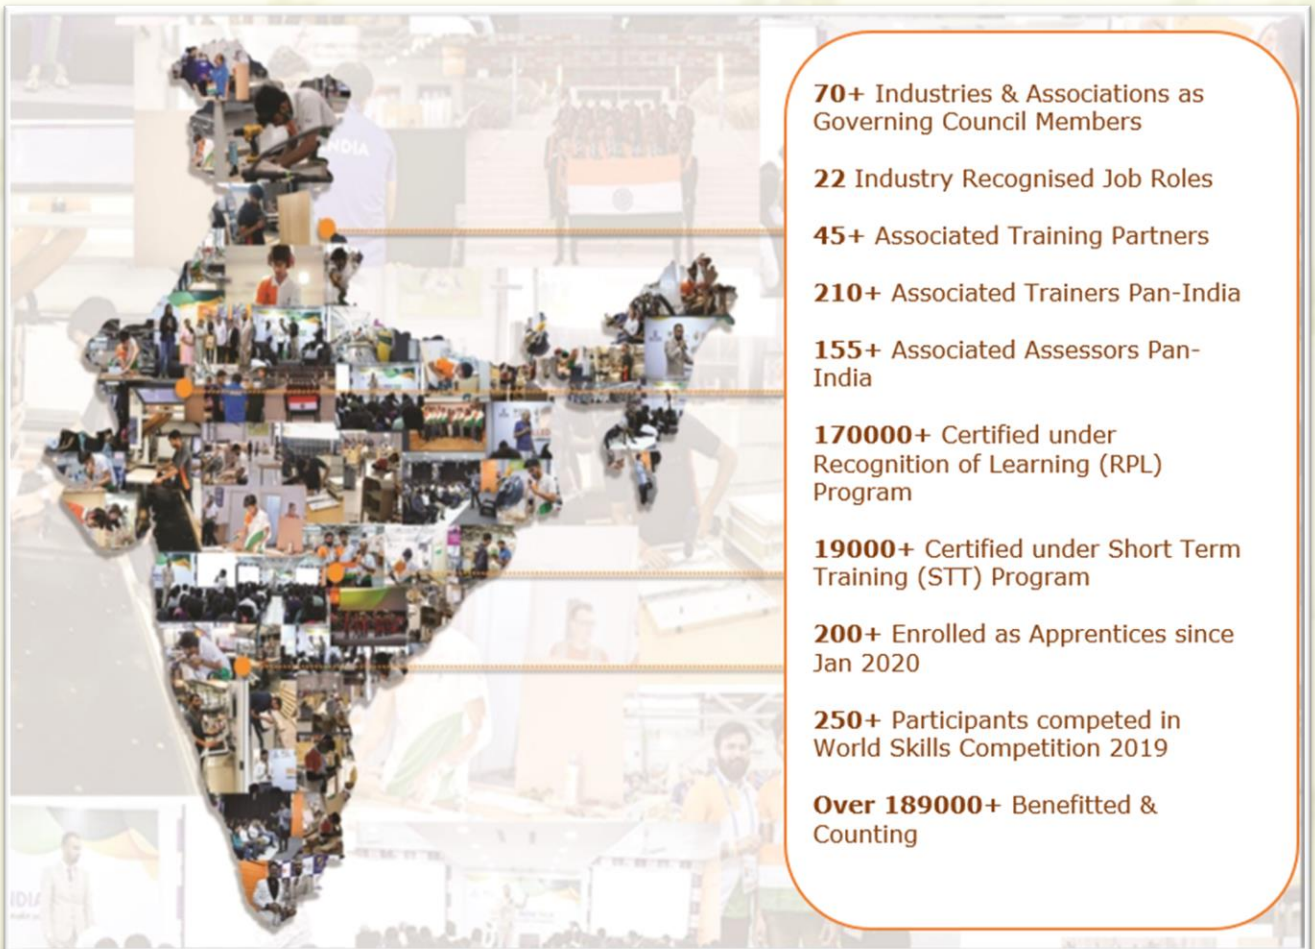 70+ Industries & Associations as
Governing Council Members
22 Industry Recognised Job Roles
45+ Associated Training Partners
210+ Associated Trainers Pan-India
155+ Associated Assessors Pan-
India
170000+ Certified under
Recognition of Learning (RPL)
Program
19000+ Certified under Short Term
Training (STT) Program
200+ Enrolled as Apprentices since
Jan 2020
250+ Participants competed in
World Skills Competition 2019
Over 189000+ Benefitted &
Counting
INDIA